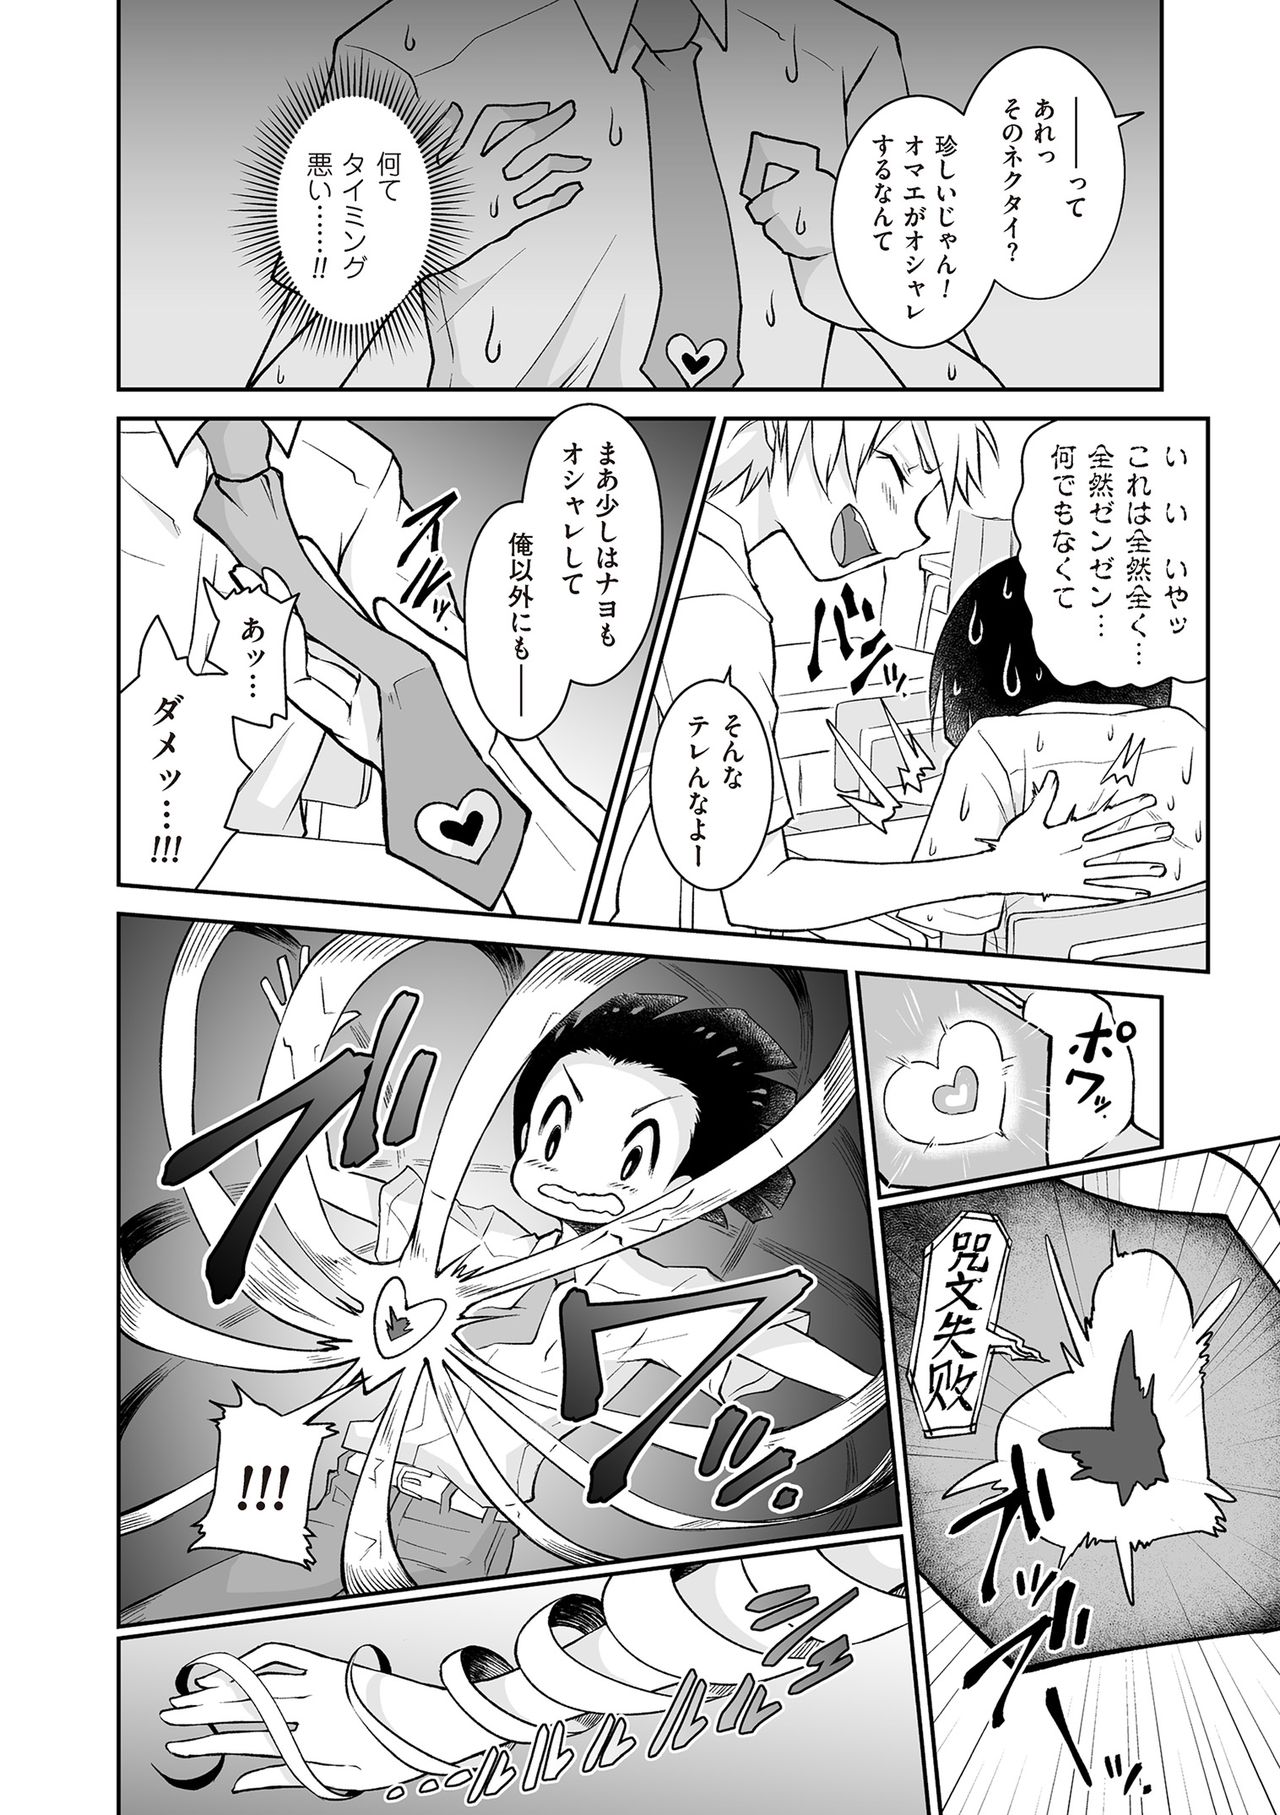 ――って
あれっ
そのネクタイ?
珍しいじゃん!
オマエがオシャレ
するなんて
何て
タイミング
悪い……!!
い い いやッ
これは全然全く…
全然ゼンゼン…
何でもなくて
バンッ
そんな
テレんなよー
まあ少しはナヨも
オシャレして
俺以外にも――
スルッ
あッ…
ダメッ…!!!
ポワッ
呪文失敗
ズズー!
ズアッ
!!!
シュルルルル…